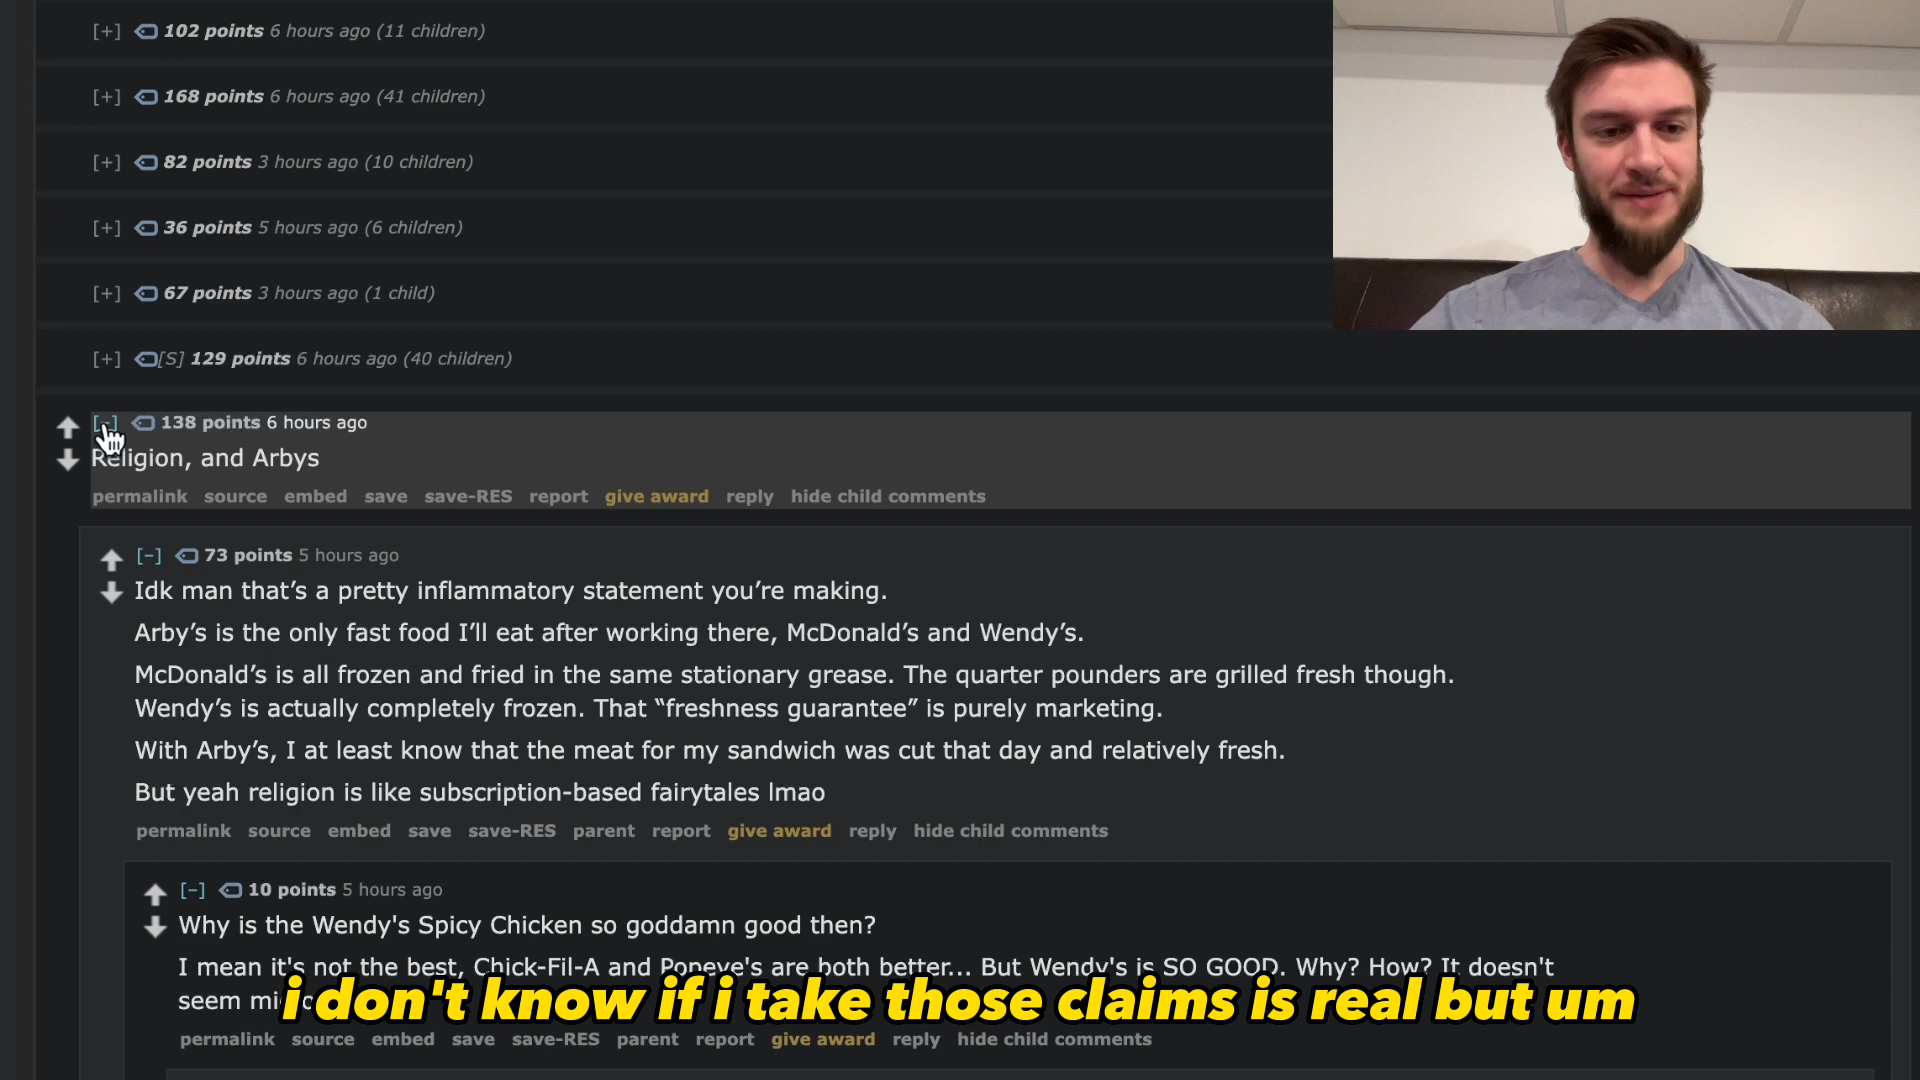 [+] 102 points 6 hours ago (11 children)
[+] 168 points 6 hours ago (41 children)
[+] 82 points 3 hours ago (10 children)
[+] 36 points 5 hours ago (6 children)
[+] 67 points 3 hours ago (1 child)
[+] [S] 129 points 6 hours ago (40 children)
[-] 138 points 6 hours ago
Religion, and Arbys
permalink source embed save save-RES report give award reply hide child comments
[-] 73 points 5 hours ago
Idk man that’s a pretty inflammatory statement you’re making.
Arby’s is the only fast food I’ll eat after working there, McDonald’s and Wendy’s.
McDonald’s is all frozen and fried in the same stationary grease. The quarter pounders are grilled fresh though.
Wendy’s is actually completely frozen. That “freshness guarantee” is purely marketing.
With Arby’s, I at least know that the meat for my sandwich was cut that day and relatively fresh.
But yeah religion is like subscription-based fairytales lmao
permalink source embed save save-RES parent report give award reply hide child comments
[-] 10 points 5 hours ago
Why is the Wendy's Spicy Chicken so goddamn good then?
I mean it's not the best, Chick-Fil-A and Popeye's are both better... But Wendy's is SO GOOD. Why? How? It doesn't
seem
i don't know if i take those claims is real but um
permalink source embed save save-RES parent report give award reply hide child comments